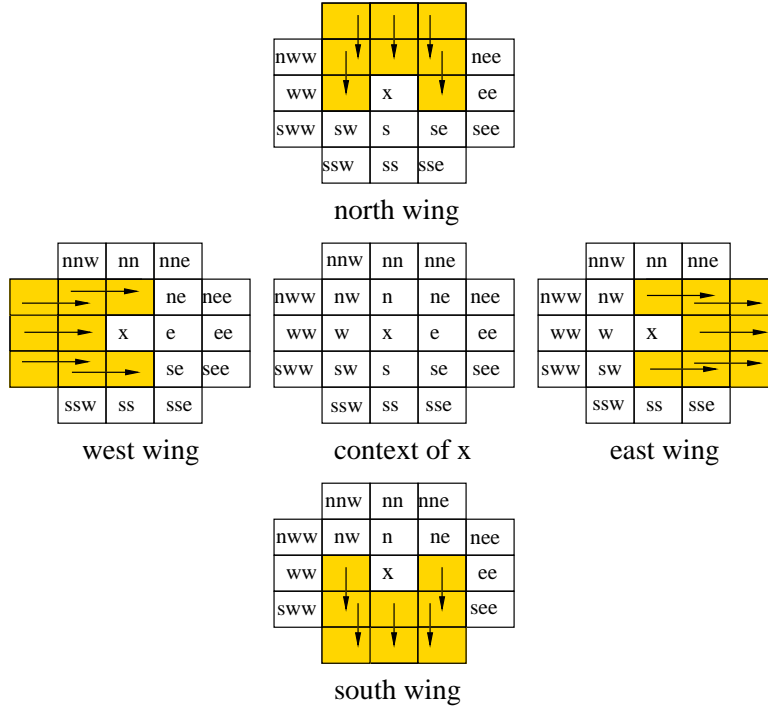 nww nee
ww x ee
sww sw s se see
ssw ss sse
north wing
nnw nn nne
ne nee
x e ee
se see
ssw ss sse
west wing
nnw nn nne
nww nw n ne nee
ww w x e ee
sww sw s se see
ssw ss sse
context of x
nnw nn nne
nww nw
ww w x
sww sw
ssw ss sse
east wing
nnw nn nne
nww nw n ne nee
ww x ee
sww see
south wing